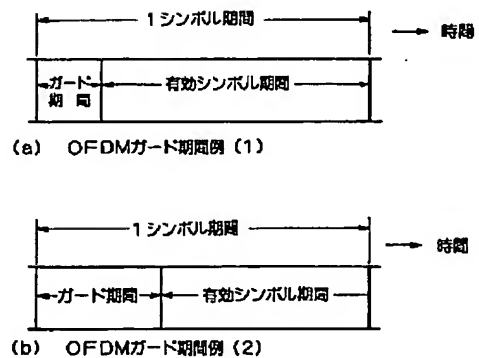 1シンボル期間
時間
ガード
期間
有効シンボル期間
(a) OFDMガード期間例(1)
1シンボル期間
時間
ガード期間
有効シンボル期間
(b) OFDMガード期間例(2)